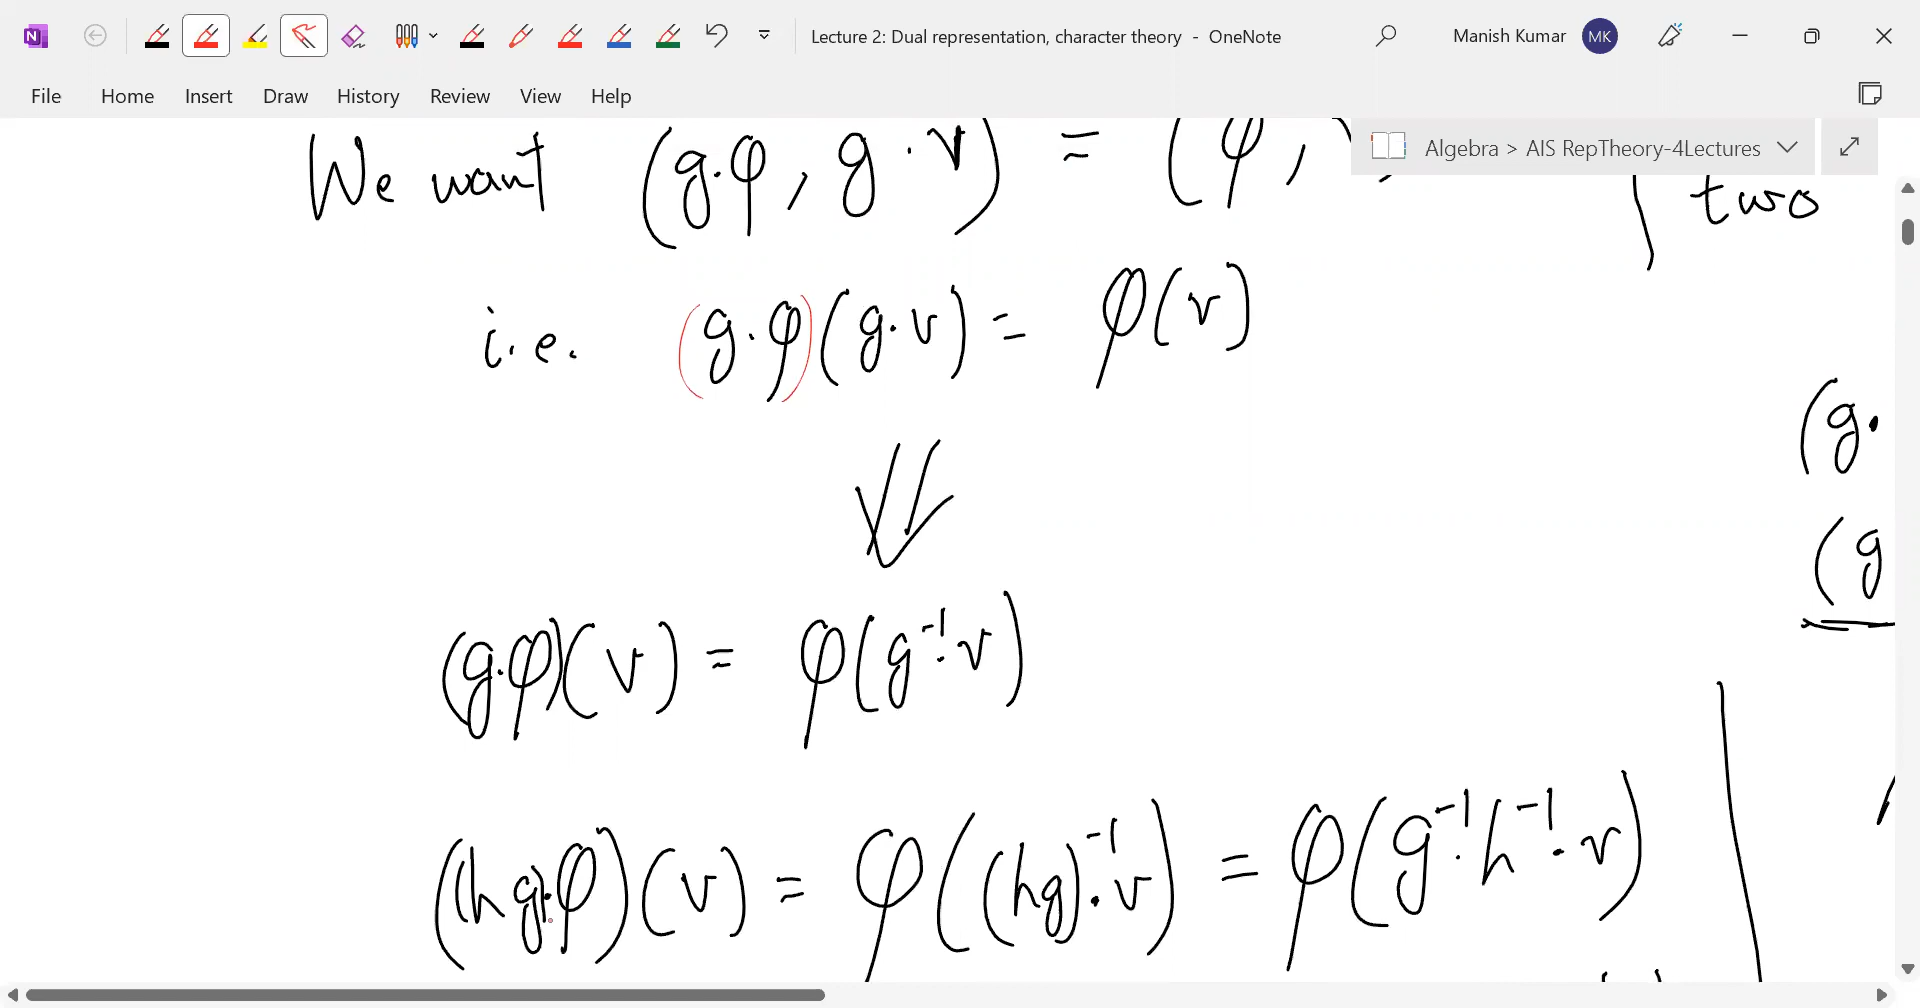 Lecture 2: Dual representation, character theory - OneNote
Manish Kumar MK
File Home Insert Draw History Review View Help
Algebra > AIS RepTheory-4Lectures
We want (g·φ, g·v) = (φ,
two
i.e. (g·φ)(g·v) = φ(v)
(g·
(g
(g·φ)(v) = φ(g⁻¹·v)
((hg)·φ)(v) = φ((hg)⁻¹·v) = φ(g⁻¹·h⁻¹·v)